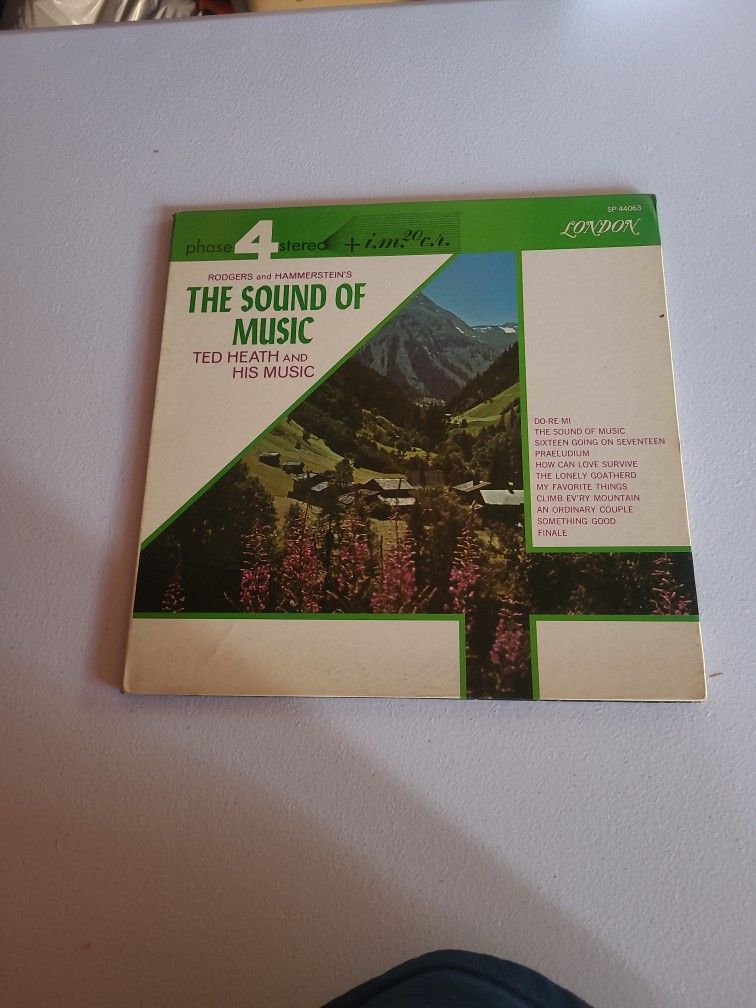 SP 44063
phase 4 stereo + i.m.20 c.r.
LONDON
RODGERS and HAMMERSTEIN'S
THE SOUND OF
MUSIC
TED HEATH AND
HIS MUSIC
DO-RE-MI
THE SOUND OF MUSIC
SIXTEEN GOING ON SEVENTEEN
PRAELUDIUM
HOW CAN LOVE SURVIVE
THE LONELY GOATHERD
MY FAVORITE THINGS
CLIMB EV'RY MOUNTAIN
AN ORDINARY COUPLE
SOMETHING GOOD
FINALE